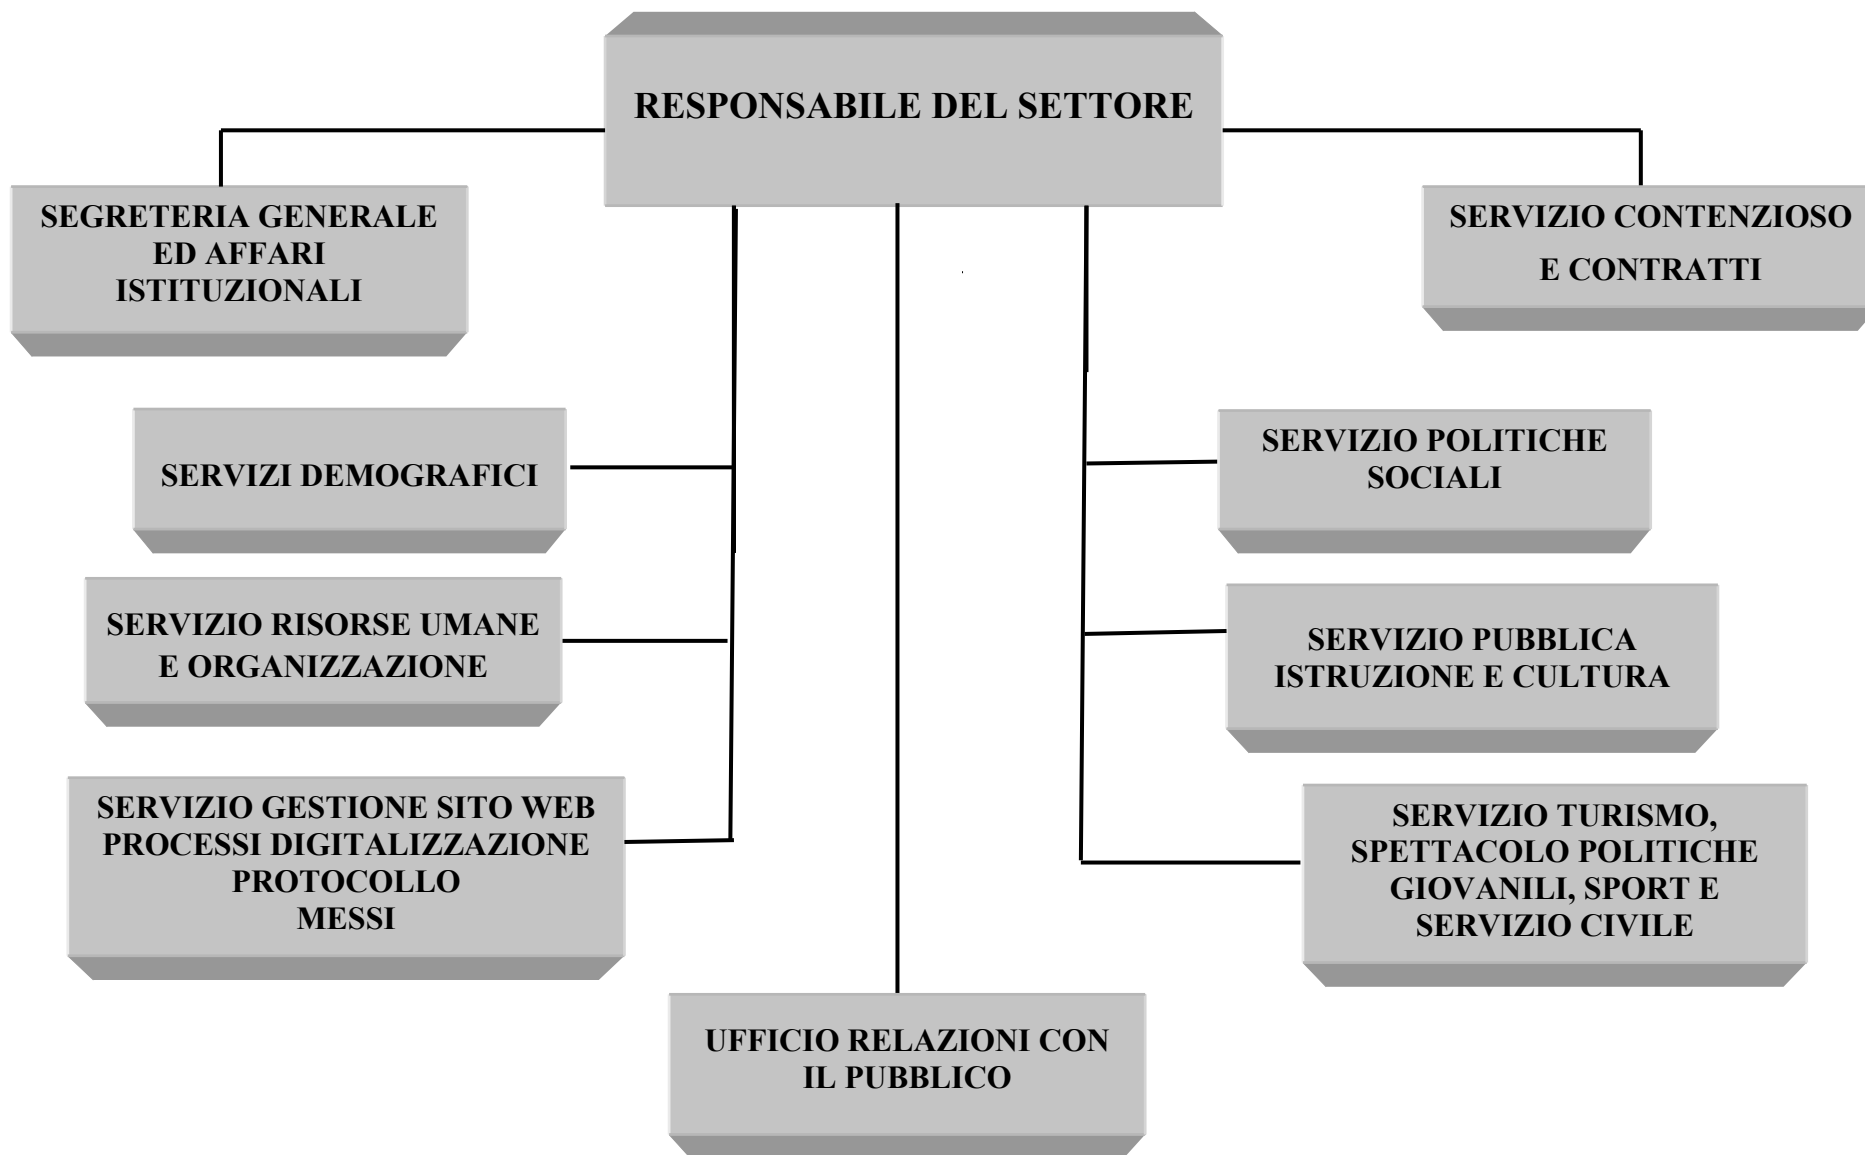 RESPONSABILE DEL SETTORE
SEGRETERIA GENERALE
ED AFFARI
ISTITUZIONALI
SERVIZIO CONTENZIOSO
E CONTRATTI
SERVIZI DEMOGRAFICI
SERVIZIO POLITICHE
SOCIALI
SERVIZIO RISORSE UMANE
E ORGANIZZAZIONE
SERVIZIO PUBBLICA
ISTRUZIONE E CULTURA
SERVIZIO GESTIONE SITO WEB
PROCESSI DIGITALIZZAZIONE
PROTOCOLLO
MESSI
SERVIZIO TURISMO,
SPETTACOLO POLITICHE
GIOVANILI, SPORT E
SERVIZIO CIVILE
UFFICIO RELAZIONI CON
IL PUBBLICO